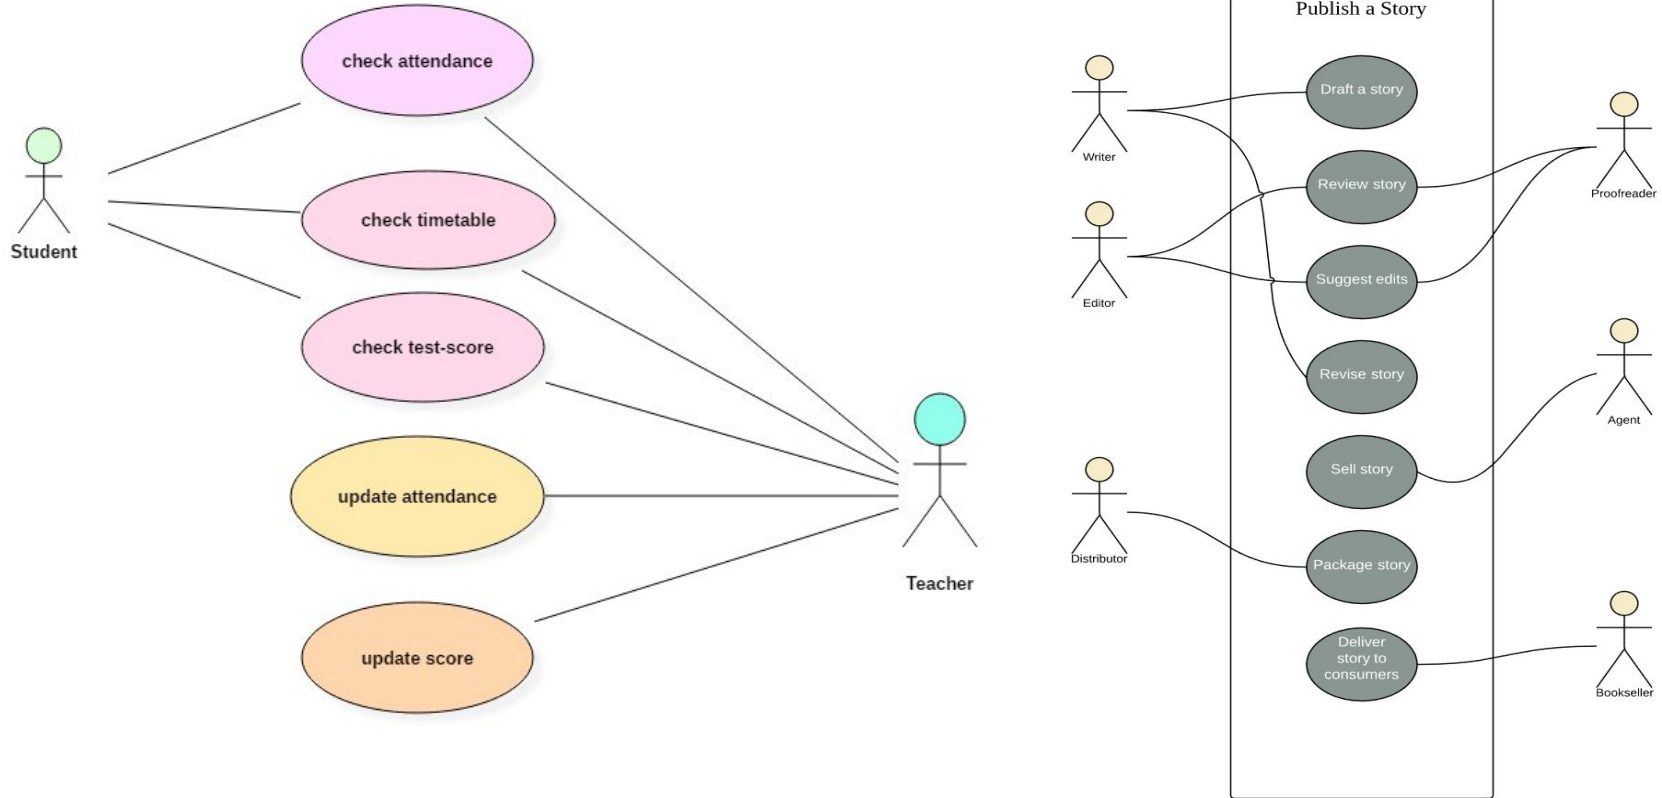 check attendance
check timetable
Student
check test-score
update attendance
Teacher
update score
Publish a Story
Writer
Draft a story
Proofreader
Review story
Editor
Suggest edits
Revise story
Agent
Sell story
Distributor
Package story
Deliver
story to
consumers
Bookseller